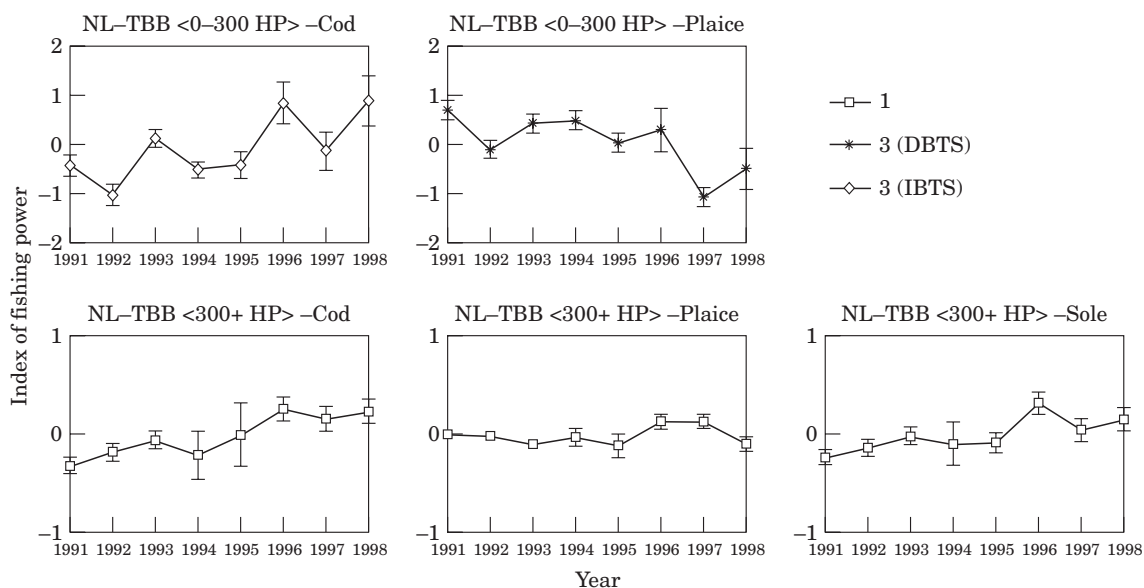 NL–TBB <0–300 HP> –Cod
2
1
0
–1
–2
1991 1992 1993 1994 1995 1996 1997 1998
NL–TBB <0–300 HP> –Plaice
2
1
0
–1
–2
1991 1992 1993 1994 1995 1996 1997 1998
1
3 (DBTS)
3 (IBTS)
Index of fishing power
NL–TBB <300+ HP> –Cod
1
0
–1
1991 1992 1993 1994 1995 1996 1997 1998
NL–TBB <300+ HP> –Plaice
1
0
–1
1991 1992 1993 1994 1995 1996 1997 1998
NL–TBB <300+ HP> –Sole
1
0
–1
1991 1992 1993 1994 1995 1996 1997 1998
Year